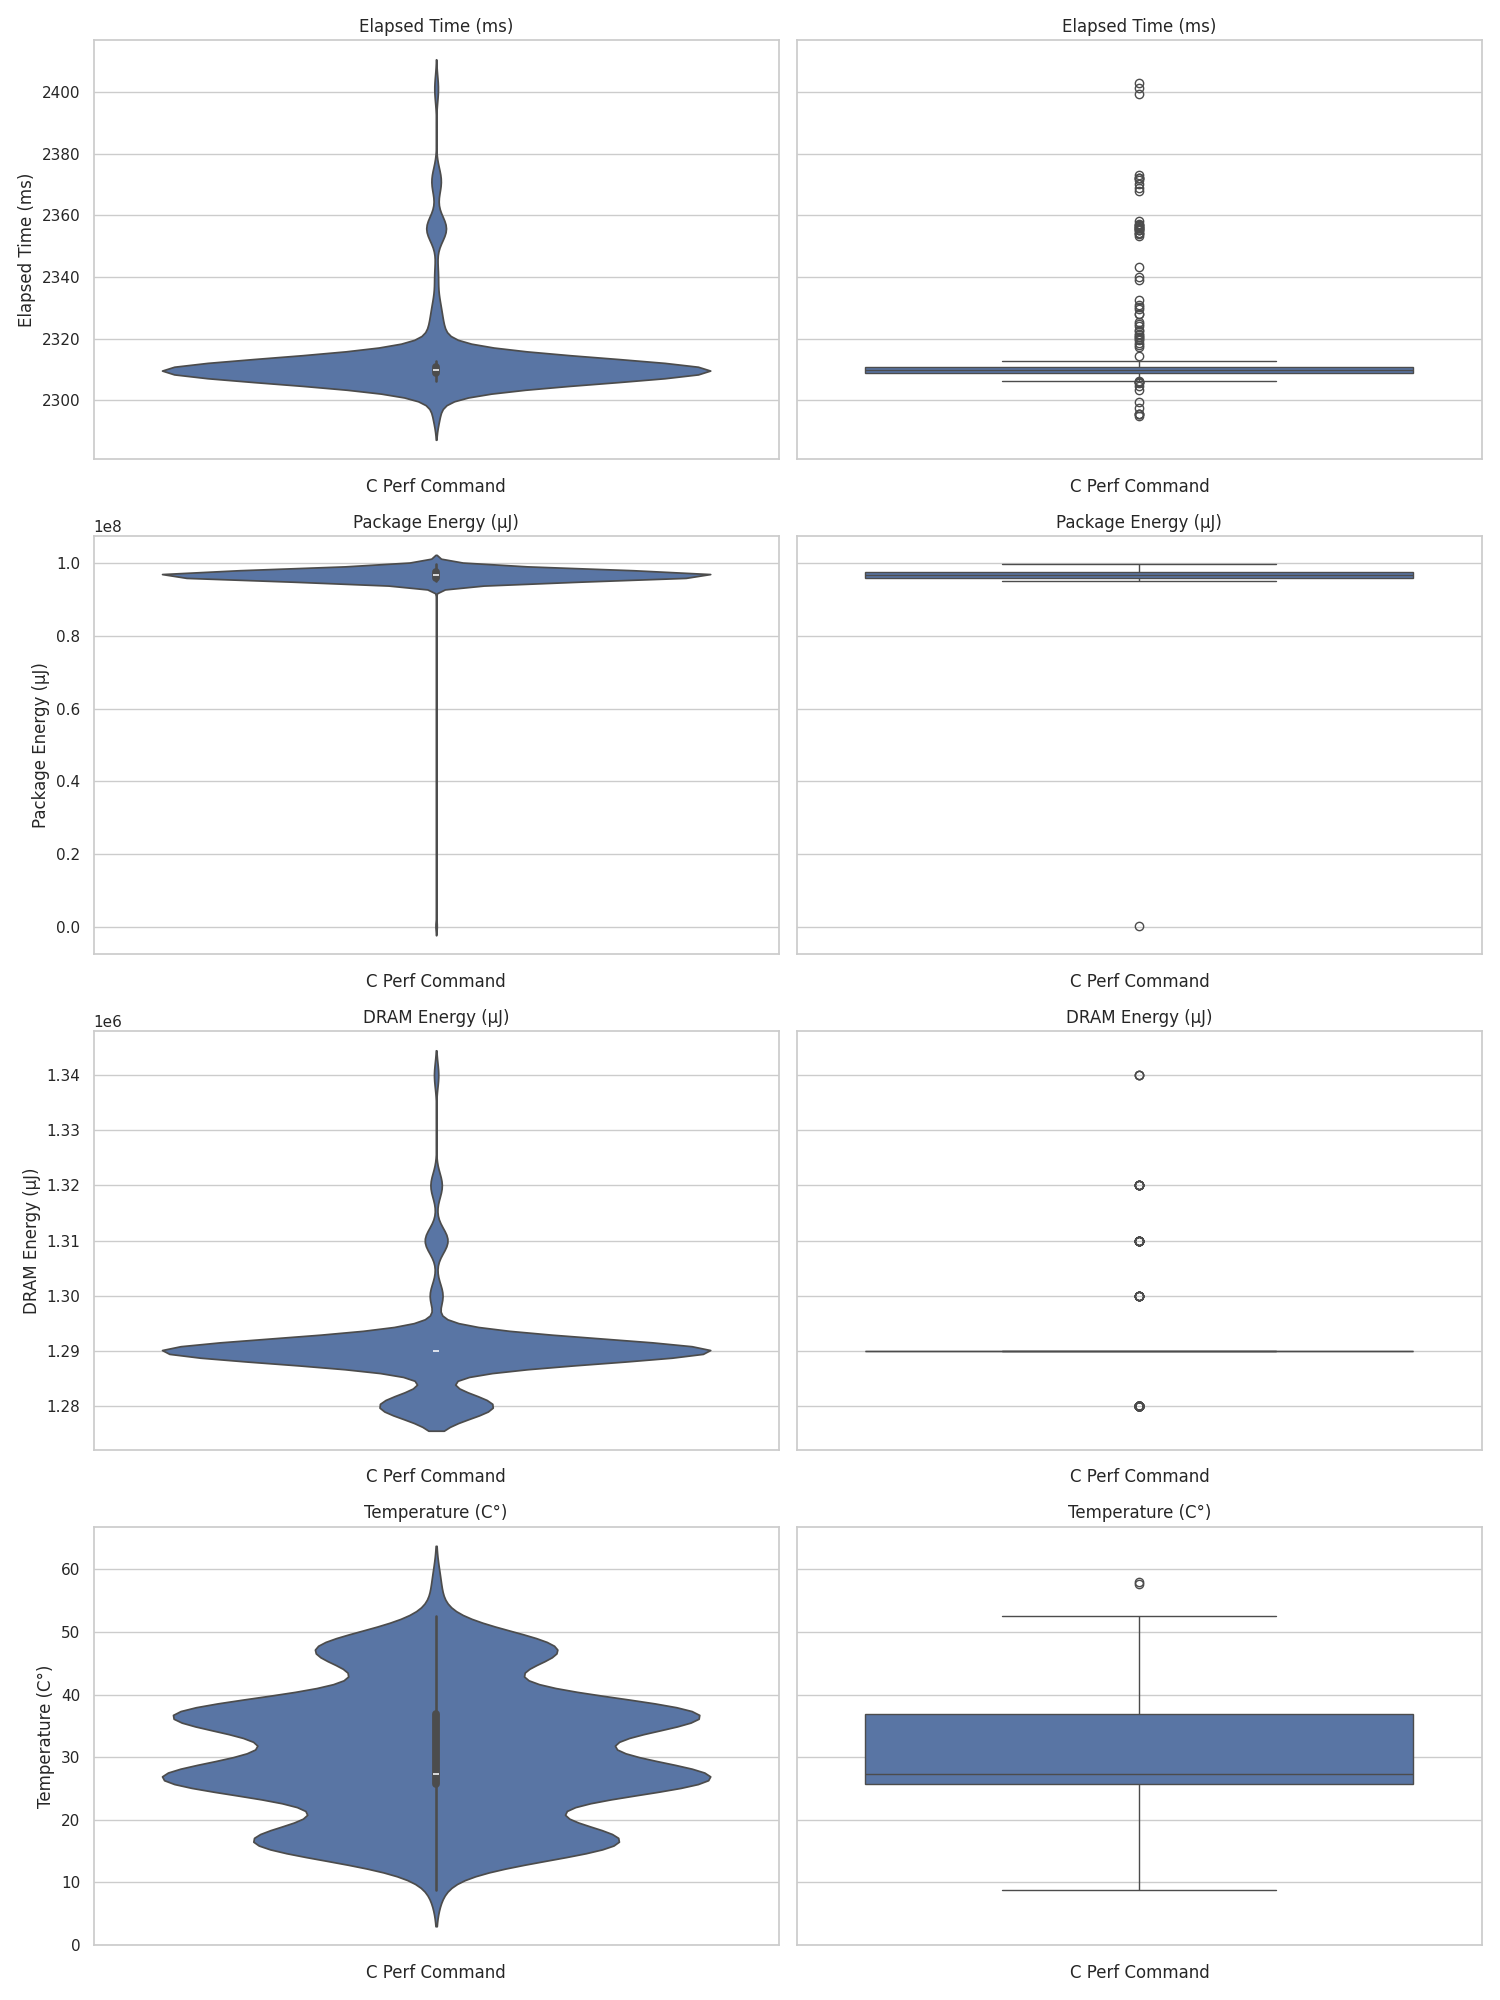 Elapsed Time (ms)
Elapsed Time (ms)
2400
2380
2360
2340
2320
2300
Elapsed Time (ms)
C Perf Command
C Perf Command
1e8
Package Energy (µJ)
Package Energy (µJ)
1.0
0.8
0.6
0.4
0.2
0.0
Package Energy (µJ)
C Perf Command
C Perf Command
1e6
DRAM Energy (µJ)
DRAM Energy (µJ)
1.34
1.33
1.32
1.31
1.30
1.29
1.28
DRAM Energy (µJ)
C Perf Command
C Perf Command
Temperature (C°)
Temperature (C°)
60
50
40
30
20
10
0
Temperature (C°)
C Perf Command
C Perf Command